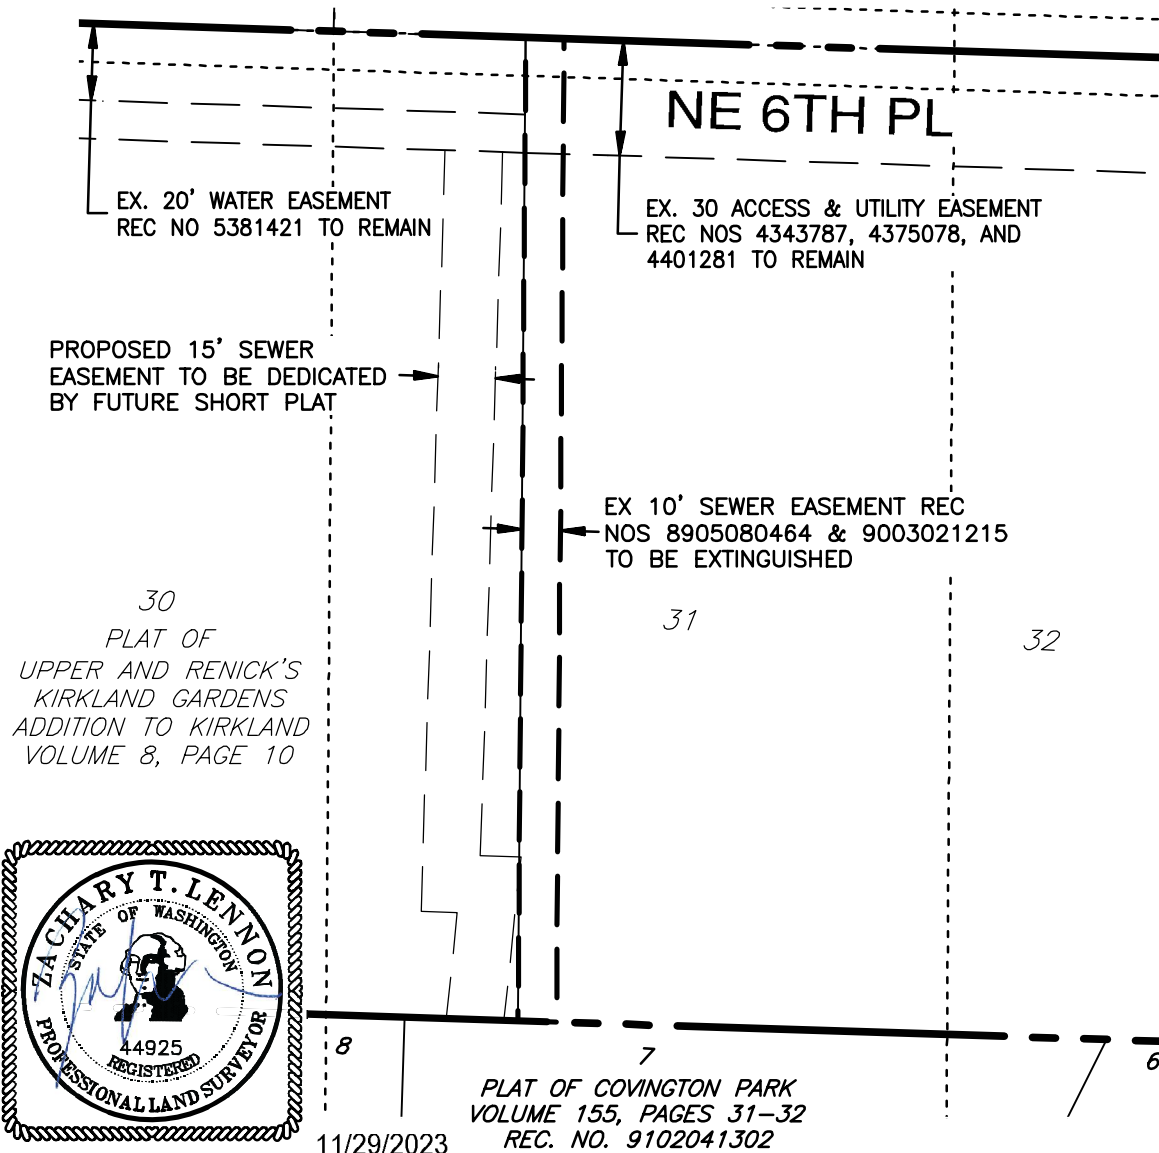 NE 6TH PL
EX. 20' WATER EASEMENT
REC NO 5381421 TO REMAIN
EX. 30 ACCESS & UTILITY EASEMENT
REC NOS 4343787, 4375078, AND
4401281 TO REMAIN
PROPOSED 15' SEWER
EASEMENT TO BE DEDICATED
BY FUTURE SHORT PLAT
EX 10' SEWER EASEMENT REC
NOS 8905080464 & 9003021215
TO BE EXTINGUISHED
30
PLAT OF
UPPER AND RENICK'S
KIRKLAND GARDENS
ADDITION TO KIRKLAND
VOLUME 8, PAGE 10
31
32
ZACHARY T. LENNON
STATE OF WASHINGTON
44925
REGISTERED
PROFESSIONAL LAND SURVEYOR
8
7
6
PLAT OF COVINGTON PARK
VOLUME 155, PAGES 31-32
REC. NO. 9102041302
11/29/2023